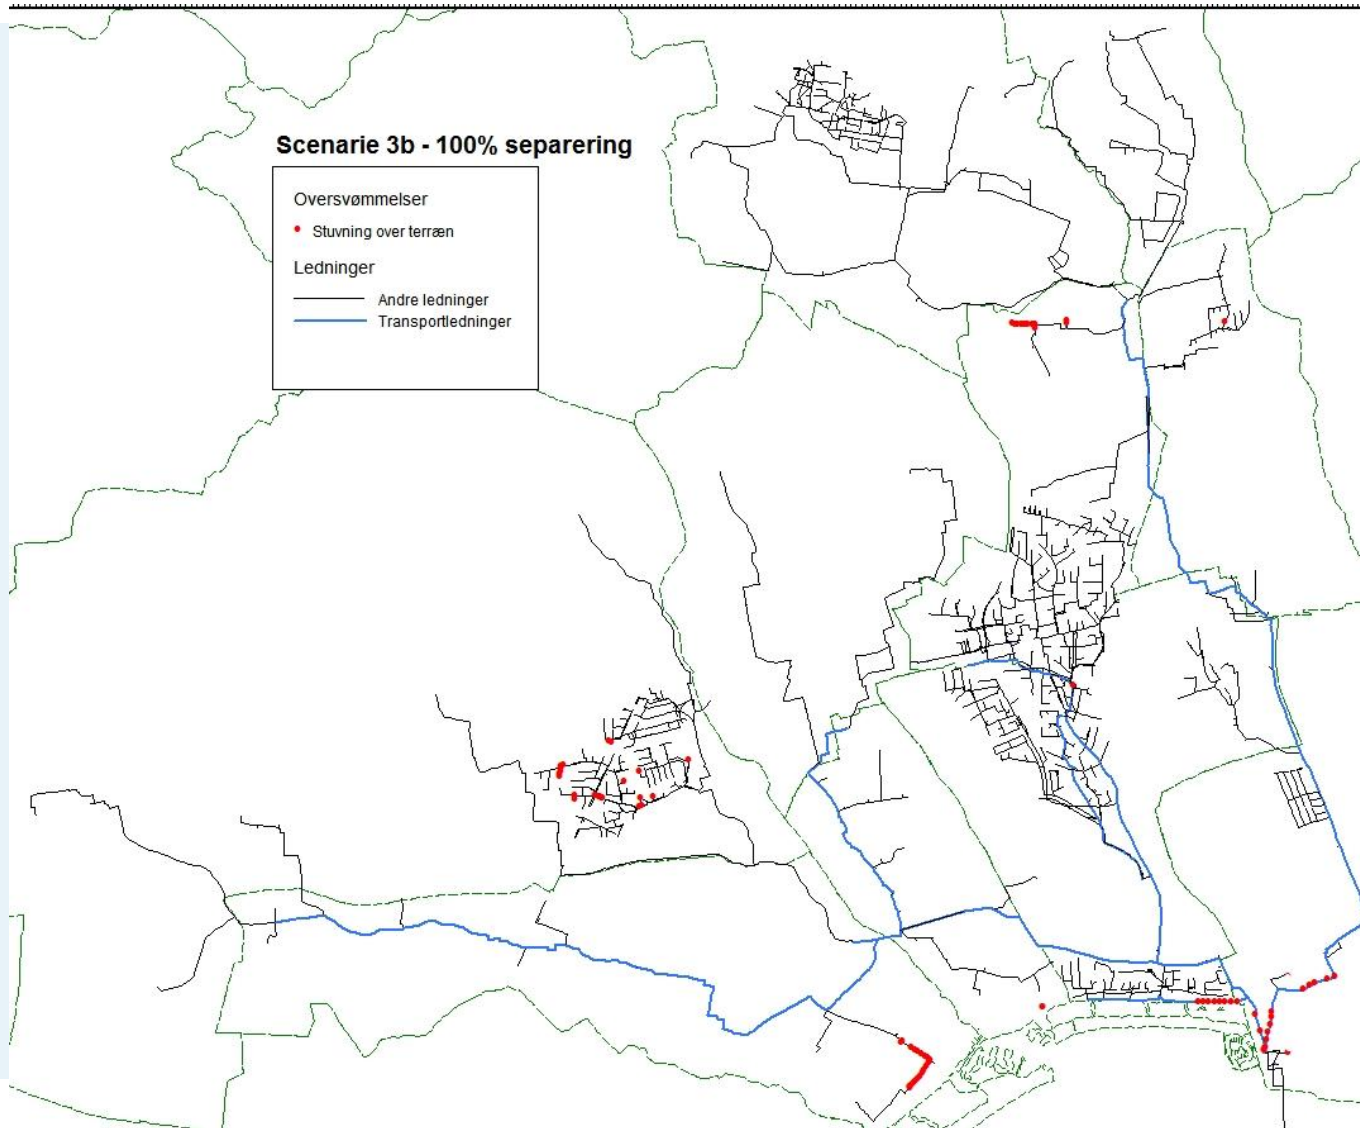 Scenarie 3b - 100% separering
Oversvømmelser
Stuvning over terræn
Ledninger
Andre ledninger
Transportledninger